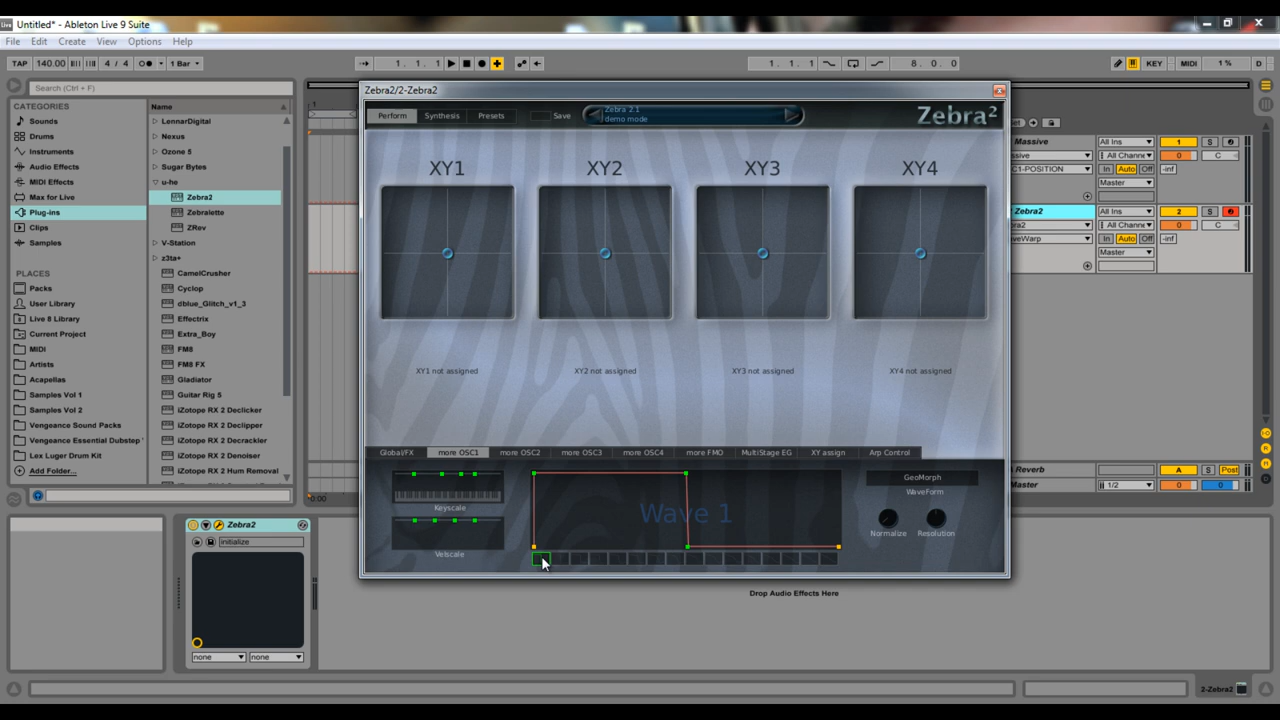 Live Untitled* - Ableton Live 9 Suite
File Edit Create View Options Help
TAP 140.00 4 / 4 1 Bar 1. 1. 1 1. 1. 1 8. 0. 0 KEY MIDI 1 % D
Search (Ctrl + F)
CATEGORIES
Sounds
Drums
Instruments
Audio Effects
MIDI Effects
Max for Live
Plug-ins
Clips
Samples
PLACES
Packs
User Library
Live 8 Library
Current Project
MIDI
Artists
Acapellas
Samples Vol 1
Samples Vol 2
Vengeance Sound Packs
Vengeance Essential Dubstep
Lex Luger Drum Kit
Add Folder...
Name
LennarDigital
Nexus
Ozone 5
Sugar Bytes
u-he
Zebra2
Zebralette
ZRev
V-Station
z3ta+
CamelCrusher
Cyclop
dblue_Glitch_v1_3
Effectrix
Extra_Boy
FM8
FM8 FX
Gladiator
Guitar Rig 5
iZotope RX 2 Declicker
iZotope RX 2 Declipper
iZotope RX 2 Decrackler
iZotope RX 2 Denoiser
iZotope RX 2 Hum Removal
1
0:00
Zebra2/2-Zebra2
Perform Synthesis Presets Save
Zebra 2.1
demo mode
Zebra2
XY1 XY2 XY3 XY4
XY1 not assigned XY2 not assigned XY3 not assigned XY4 not assigned
Global/FX more OSC1 more OSC2 more OSC3 more OSC4 more FMO MultiStage EG XY assign Arp Control
Keyscale
Velscale
Wave 1
GeoMorph
WaveForm
Normalize Resolution
Massive All Ins 1 S
ssive All Channe 0 C
C1-POSITION In Auto Off -inf
Master
Zebra2 All Ins 2 S
ra2 All Channe 0 C
veWarp In Auto Off -inf
Master
Reverb A S Post
Master 1/2 0 0
Zebra2
initialize
none none
Drop Audio Effects Here
2-Zebra2